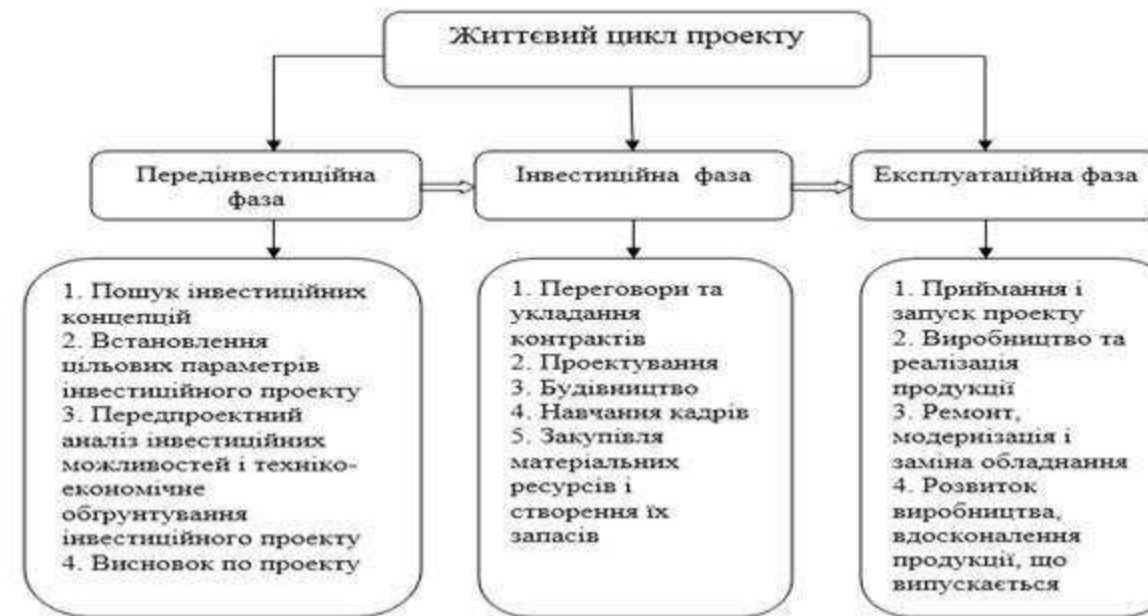 Життєвий цикл проекту
Передінвестиційна
фаза
Інвестиційна фаза
Експлуатаційна фаза
1. Пошук інвестиційних
концепцій
2. Встановлення
цільових параметрів
інвестиційного проекту
3. Передпроектний
аналіз інвестиційних
можливостей і техніко-
економічне
обгрунтування
інвестиційного проекту
4. Висновок по проекту
1. Переговори та
укладання
контрактів
2. Проектування
3. Будівництво
4. Навчання кадрів
5. Закупівля
матеріальних
ресурсів і
створення їх
запасів
1. Приймання і
запуск проекту
2. Виробництво та
реалізація
продукції
3. Ремонт,
модернізація і
заміна обладнання
4. Розвиток
виробництва,
вдосконалення
продукції, що
випускається